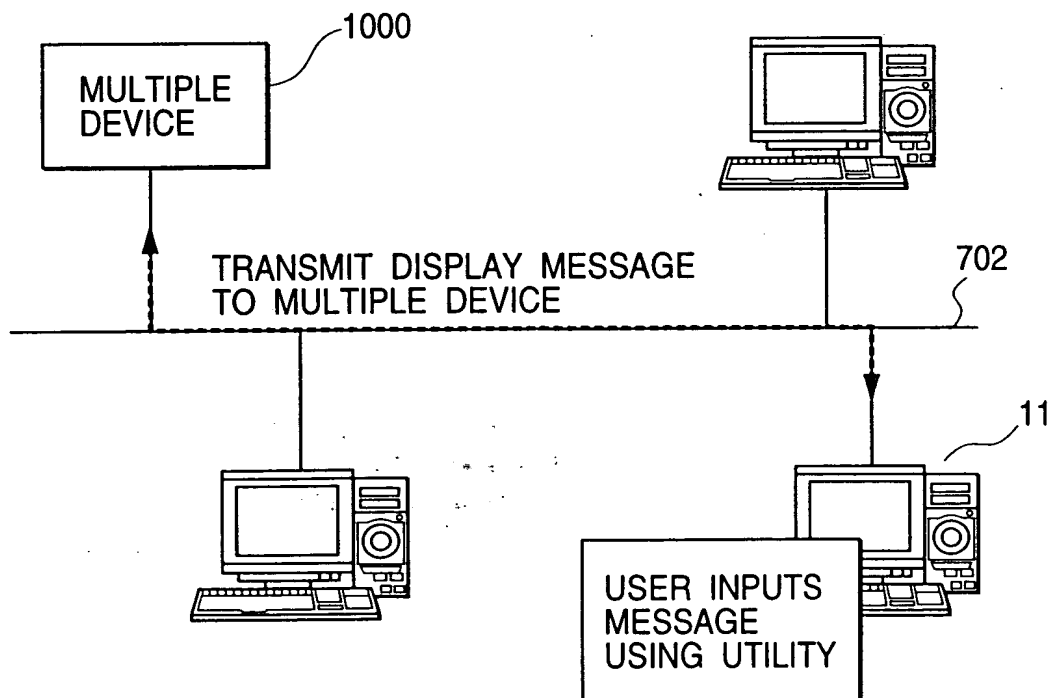 1000
MULTIPLE
DEVICE
TRANSMIT DISPLAY MESSAGE
TO MULTIPLE DEVICE
702
11
USER INPUTS
MESSAGE
USING UTILITY